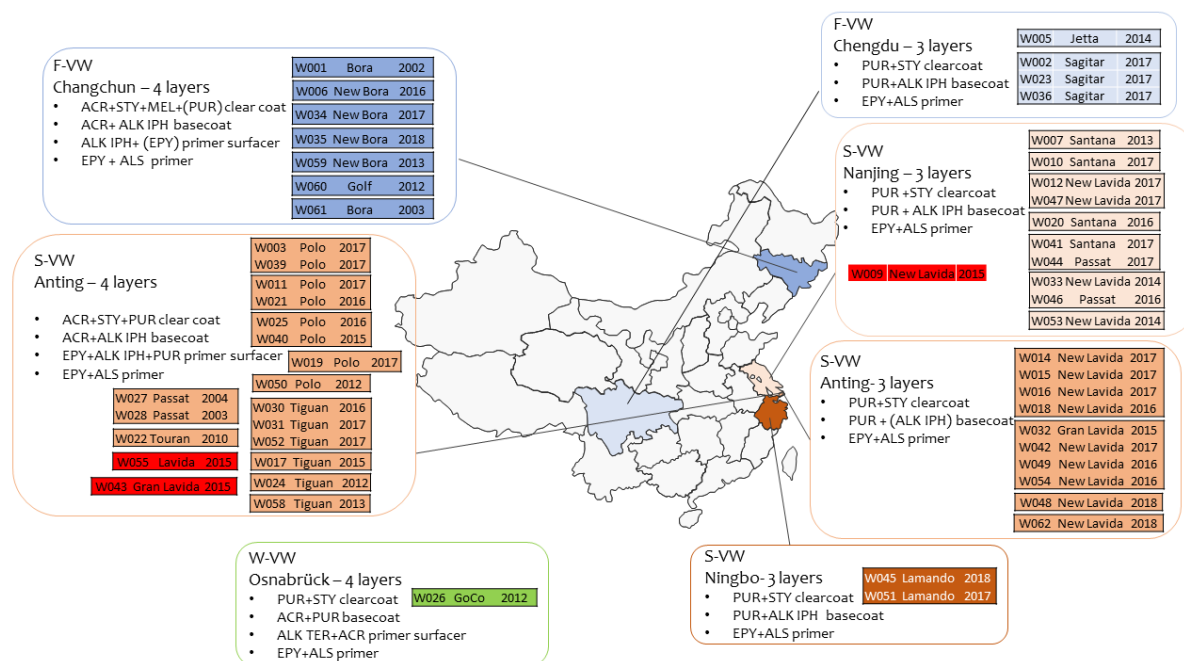 F-VW
Changchun – 4 layers
• ACR+STY+MEL+(PUR) clear coat
• ACR+ ALK IPH basecoat
• ALK IPH+ (EPY) primer surfacer
• EPY + ALS primer
W001 Bora 2002
W006 New Bora 2016
W034 New Bora 2017
W035 New Bora 2018
W059 New Bora 2013
W060 Golf 2012
W061 Bora 2003
F-VW
Chengdu – 3 layers
• PUR+STY clearcoat
• PUR+ALK IPH basecoat
• EPY+ALS primer
W005 Jetta 2014
W002 Sagitar 2017
W023 Sagitar 2017
W036 Sagitar 2017
S-VW
Nanjing – 3 layers
• PUR +STY clearcoat
• PUR + ALK IPH basecoat
• EPY+ALS primer
W009 New Lavida 2015
W007 Santana 2013
W010 Santana 2017
W012 New Lavida 2017
W047 New Lavida 2017
W020 Santana 2016
W041 Santana 2017
W044 Passat 2017
W033 New Lavida 2014
W046 Passat 2016
W053 New Lavida 2014
S-VW
Anting – 4 layers
• ACR+STY+PUR clear coat
• ACR+ALK IPH basecoat
• EPY+ALK IPH+PUR primer surfacer
• EPY+ALS primer
W003 Polo 2017
W039 Polo 2017
W011 Polo 2017
W021 Polo 2016
W025 Polo 2016
W040 Polo 2015
W019 Polo 2017
W050 Polo 2012
W027 Passat 2004
W028 Passat 2003
W022 Touran 2010
W055 Lavida 2015
W043 Gran Lavida 2015
W030 Tiguan 2016
W031 Tiguan 2017
W052 Tiguan 2017
W017 Tiguan 2015
W024 Tiguan 2012
W058 Tiguan 2013
S-VW
Anting- 3 layers
• PUR+STY clearcoat
• PUR + (ALK IPH) basecoat
• EPY+ALS primer
W014 New Lavida 2017
W015 New Lavida 2017
W016 New Lavida 2017
W018 New Lavida 2016
W032 Gran Lavida 2015
W042 New Lavida 2017
W049 New Lavida 2016
W054 New Lavida 2016
W048 New Lavida 2018
W062 New Lavida 2018
W-VW
Osnabrück – 4 layers
• PUR+STY clearcoat
• ACR+PUR basecoat
• ALK TER+ACR primer surfacer
• EPY+ALS primer
W026 GoCo 2012
S-VW
Ningbo- 3 layers
• PUR+STY clearcoat
• PUR+ALK IPH basecoat
• EPY+ALS primer
W045 Lamando 2018
W051 Lamando 2017